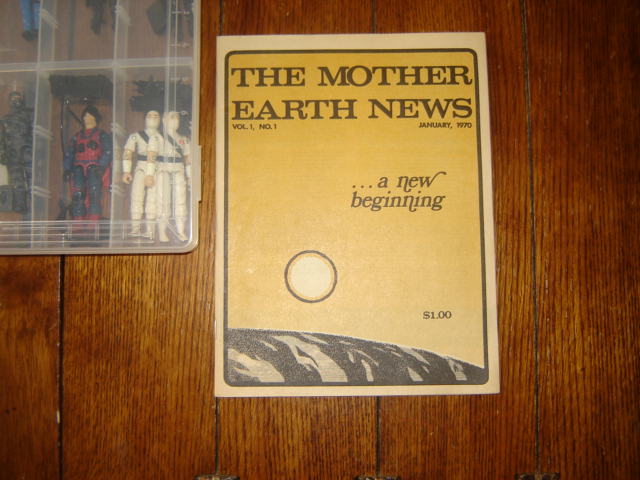 THE MOTHER
EARTH NEWS
VOL. 1, NO. 1 JANUARY, 1970
...a new
beginning
$1.00